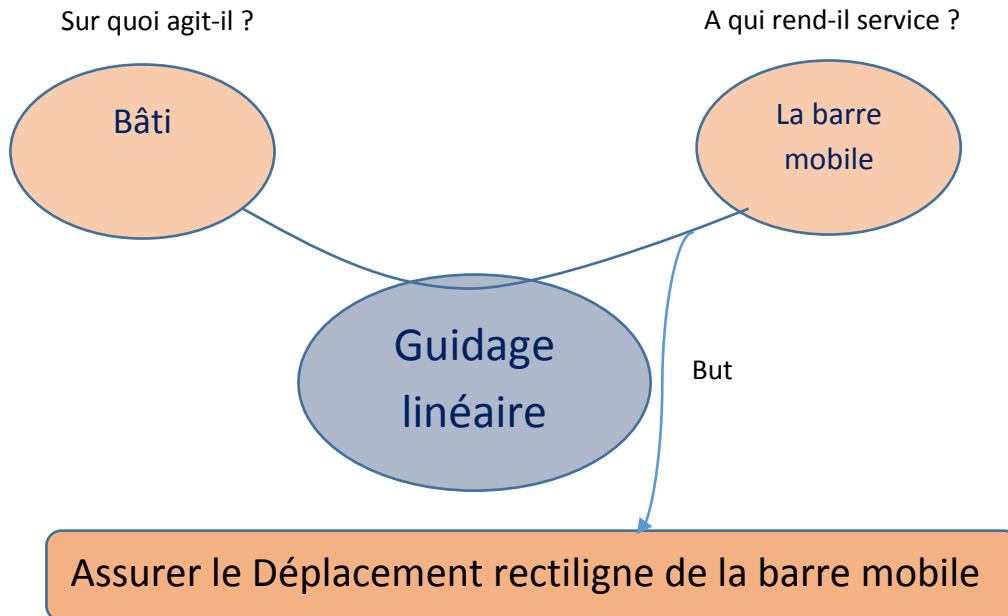 Sur quoi agit-il ?
A qui rend-il service ?
Bâti
La barre
mobile
Guidage
linéaire
But
Assurer le Déplacement rectiligne de la barre mobile